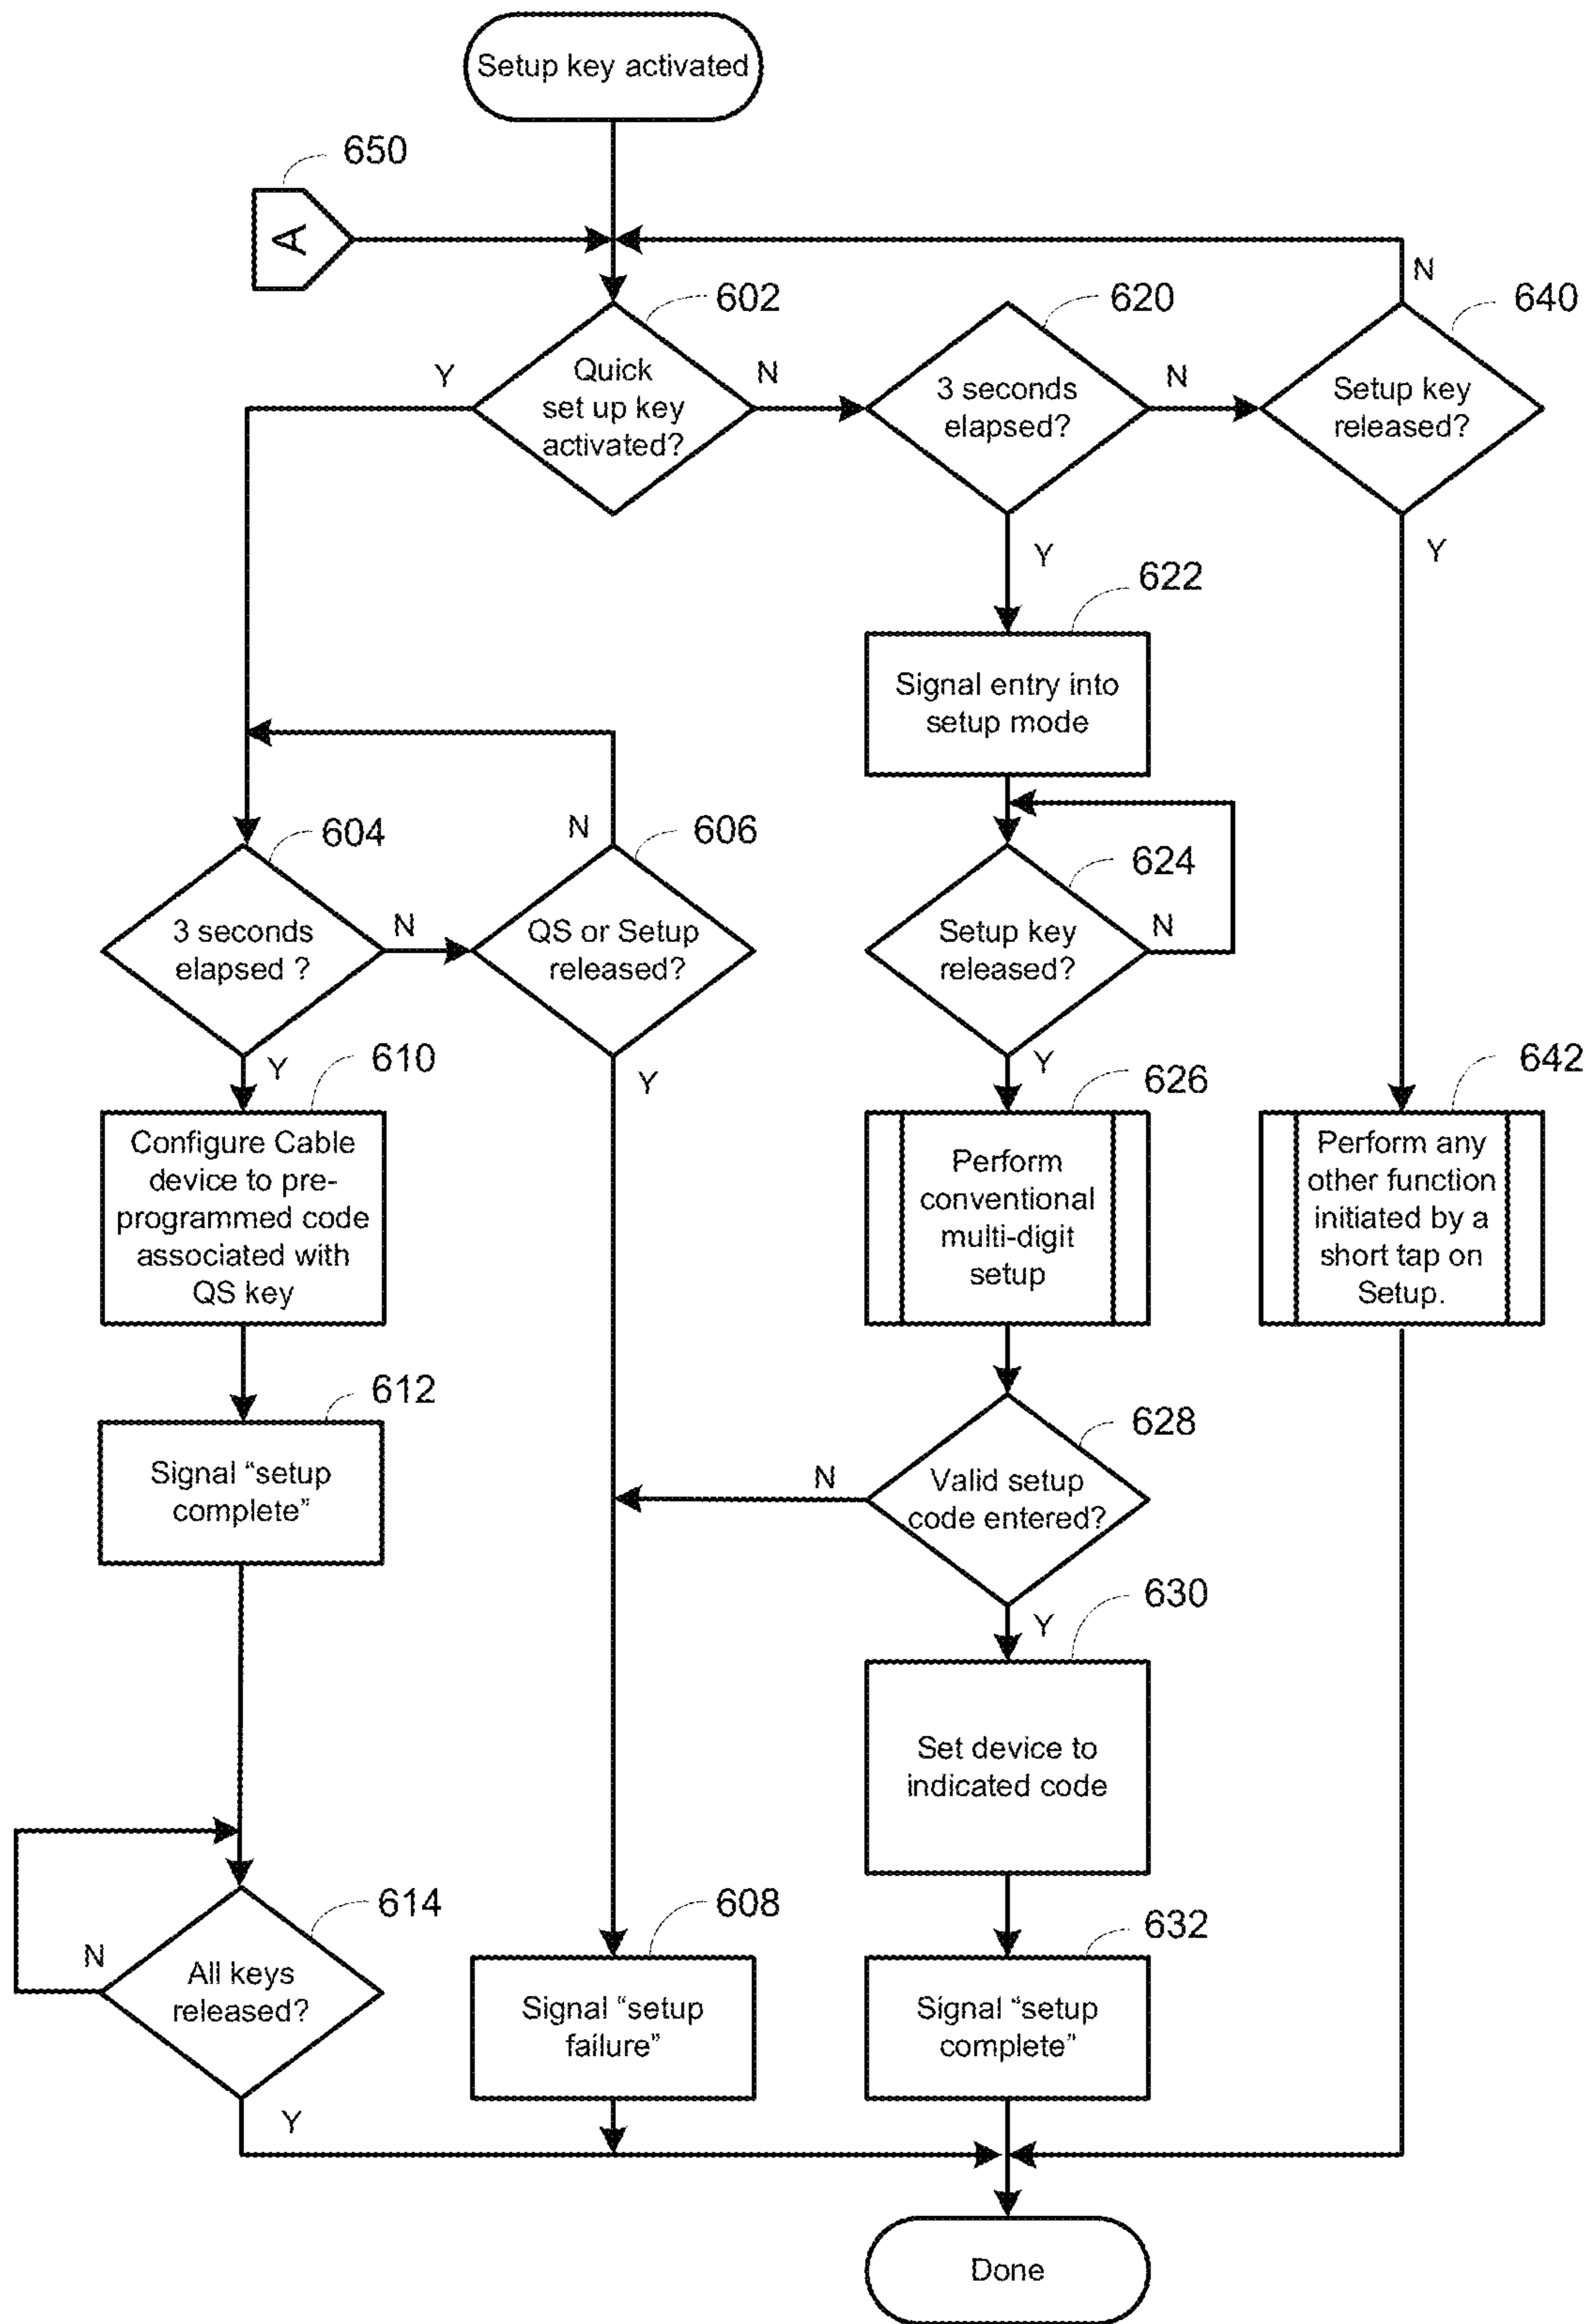 Setup key activated
650
A
N
602
620
640
Y
Quick
set up key
activated?
N
3 seconds
elapsed?
N
Setup key
released?
Y
Y
622
Signal entry into
setup mode
604
N
606
624
3 seconds
elapsed ?
N
QS or Setup
released?
Setup key
released?
N
Y
610
Y
Y
626
642
Configure Cable
device to pre-
programmed code
associated with
QS key
Perform
conventional
multi-digit
setup
Perform any
other function
initiated by a
short tap on
Setup.
612
Signal “setup
complete”
628
N
Valid setup
code entered?
630
Y
Set device to
indicated code
614
608
632
N
All keys
released?
Signal “setup
failure”
Signal “setup
complete”
Y
Done